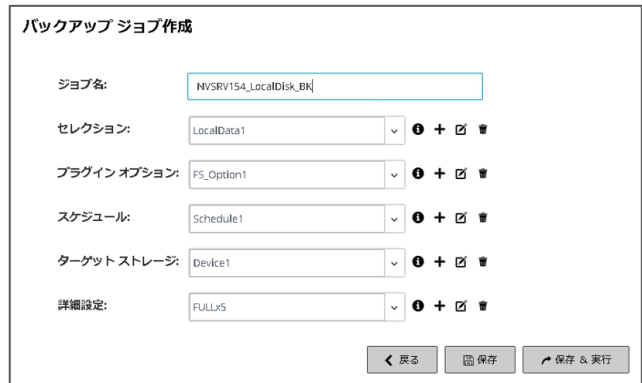 バックアップ ジョブ作成
ジョブ名: NVSRV154_LocalDisk_BK
セレクション: LocalData1
プラグイン オプション: FS_Option1
スケジュール: Schedule1
ターゲット ストレージ: Device1
詳細設定: FULLx5
戻る 保存 保存 & 実行